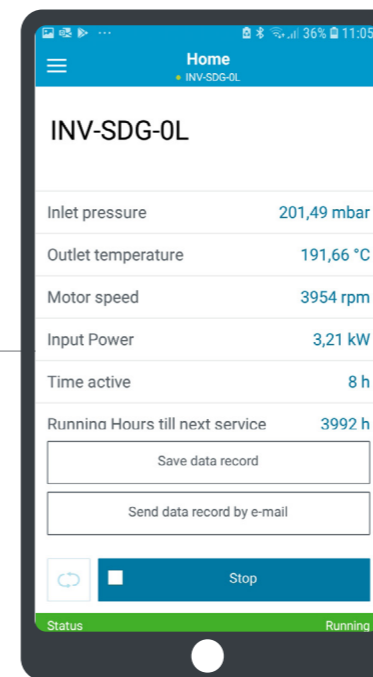 36% 11:05
Home
INV-SDG-0L
INV-SDG-0L
Inlet pressure 201,49 mbar
Outlet temperature 191,66 °C
Motor speed 3954 rpm
Input Power 3,21 kW
Time active 8 h
Running Hours till next service 3992 h
Save data record
Send data record by e-mail
Stop
Status Running